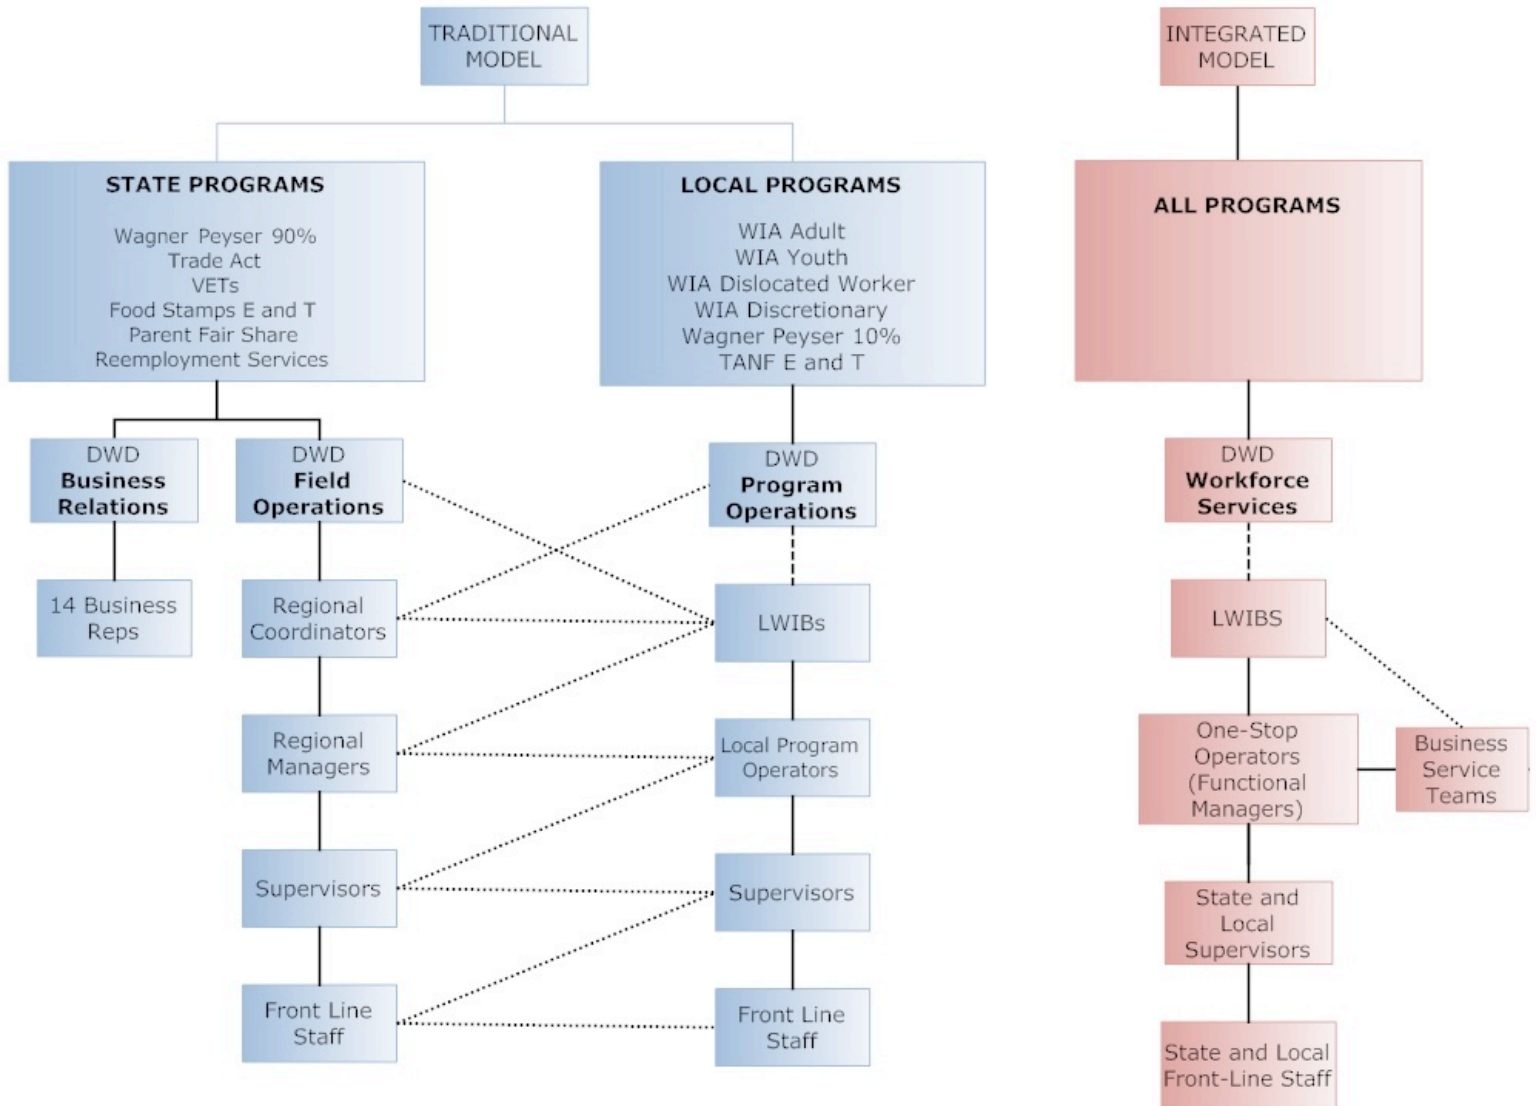 TRADITIONAL
MODEL
STATE PROGRAMS
Wagner Peyser 90%
Trade Act
VETs
Food Stamps E and T
Parent Fair Share
Reemployment Services
LOCAL PROGRAMS
WIA Adult
WIA Youth
WIA Dislocated Worker
WIA Discretionary
Wagner Peyser 10%
TANF E and T
DWD
Business
Relations
DWD
Field
Operations
DWD
Program
Operations
14 Business
Reps
Regional
Coordinators
LWIBs
Regional
Managers
Local Program
Operators
Supervisors
Supervisors
Front Line
Staff
Front Line
Staff
INTEGRATED
MODEL
ALL PROGRAMS
DWD
Workforce
Services
LWIBS
One-Stop
Operators
(Functional
Managers)
Business
Service
Teams
State and
Local
Supervisors
State and Local
Front-Line Staff